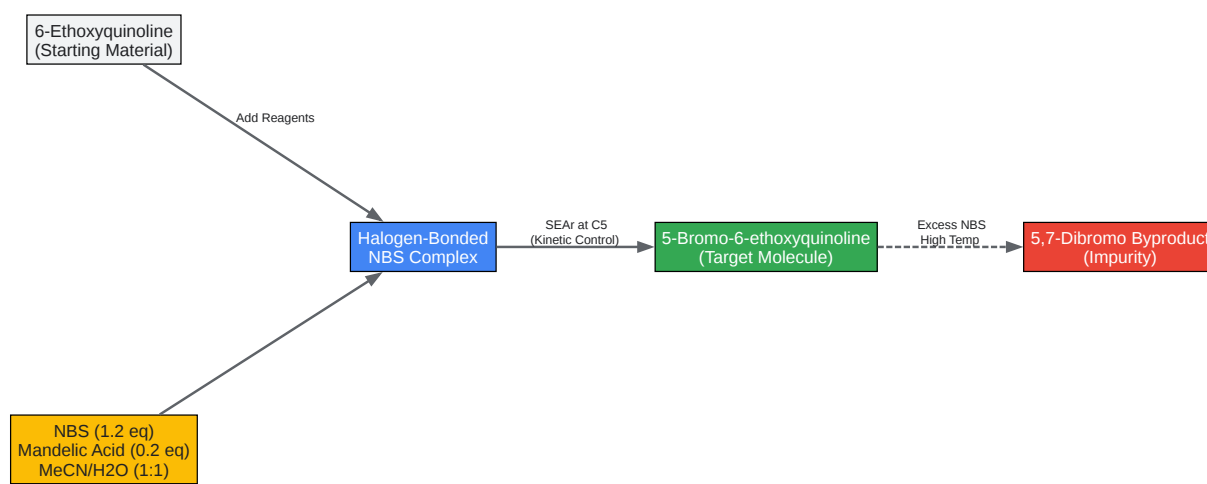 6-Ethoxyquinoline
(Starting Material)
Add Reagents
Halogen-Bonded
NBS Complex
SEAr at C5
(Kinetic Control)
5-Bromo-6-ethoxyquinoline
(Target Molecule)
Excess NBS
High Temp
5,7-Dibromo Byproduct
(Impurity)
NBS (1.2 eq)
Mandelic Acid (0.2 eq)
MeCN/H2O (1:1)